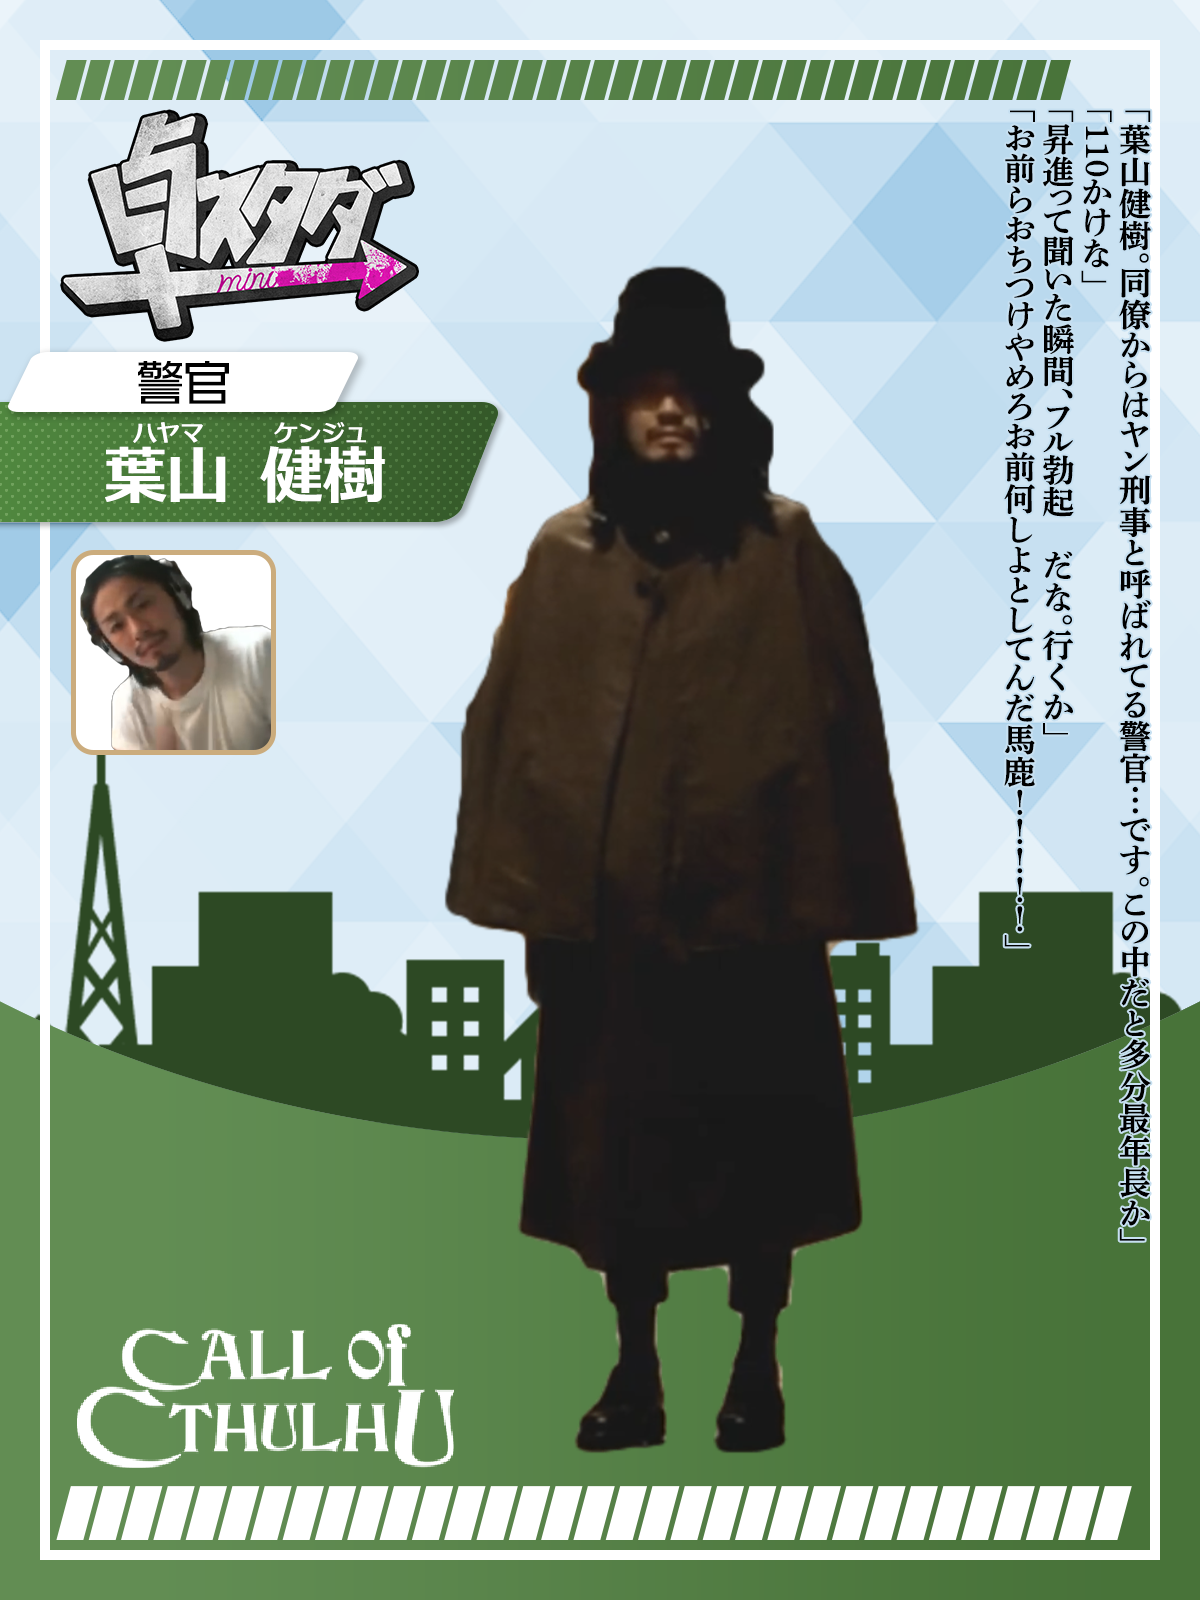 卓スタダ
mini
警官
ハヤマ ケンジュ
葉山 健樹
「葉山健樹。同僚からはヤン刑事と呼ばれてる警官…です。この中だと多分最年長か」
「110かけな」
「昇進って聞いた瞬間、フル勃起 だな。行くか」
「お前らおちつけやめろお前何しよとしてんだ馬鹿！！！！！」
CALL Of
CTHULHU